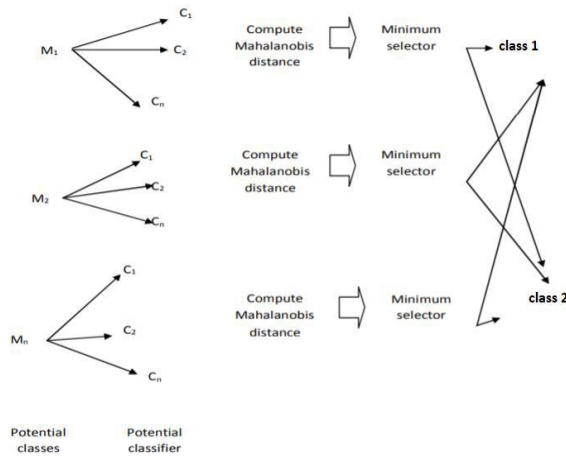 C1
M1
C2
Cn
Compute
Mahalanobis
distance
Minimum
selector
class 1
C1
M2
C2
Cn
Compute
Mahalanobis
distance
Minimum
selector
C1
Mn
C2
Cn
Compute
Mahalanobis
distance
Minimum
selector
class 2
Potential
classes
Potential
classifier